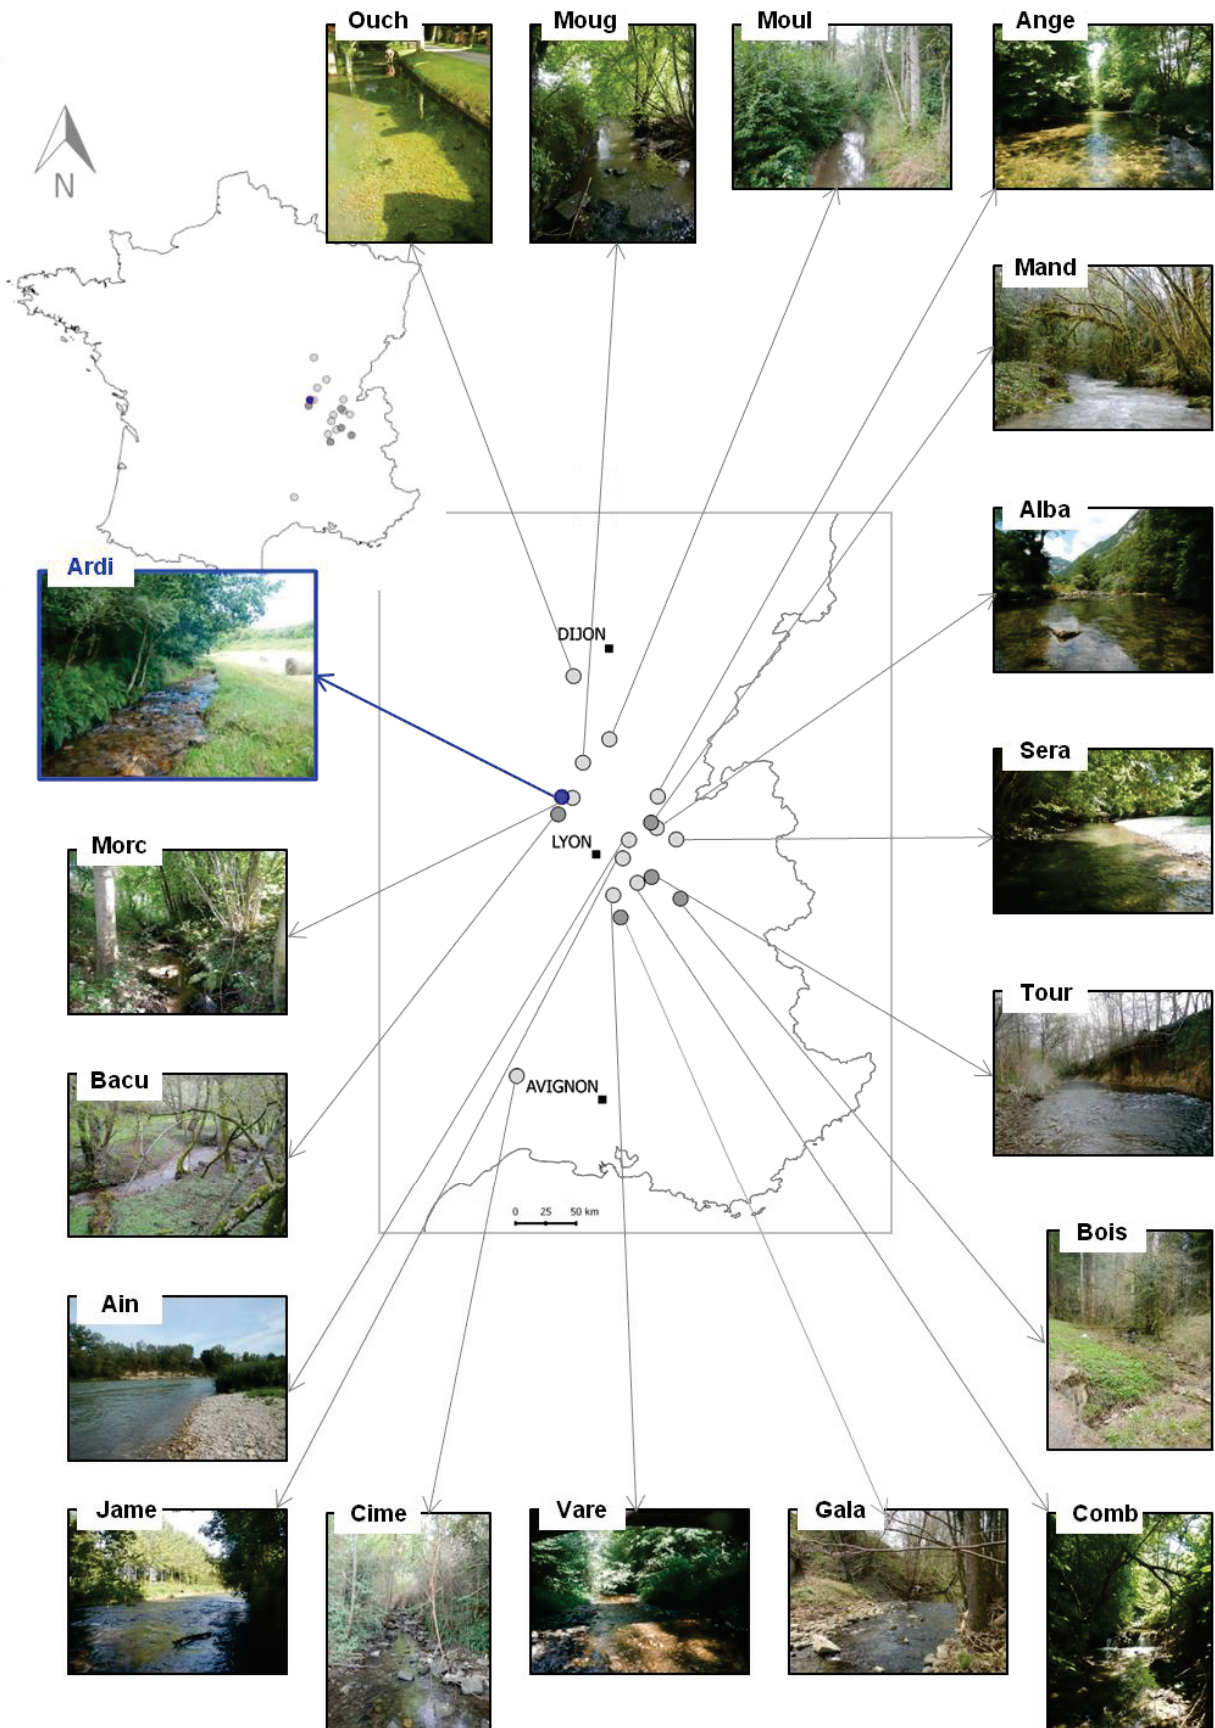 Ouch
Moug
Moul
Ange
N
Mand
Alba
Ardi
DIJON
Sera
LYON
Morc
Tour
Bacu
AVIGNON
0 25 50 km
Bois
Ain
Jame
Cime
Vare
Gala
Comb